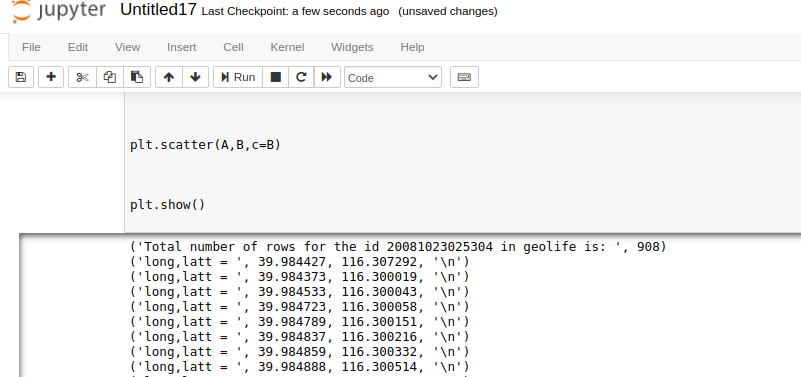 jupyter Untitled17 Last Checkpoint: a few seconds ago (unsaved changes)
File Edit View Insert Cell Kernel Widgets Help
Run Code
plt.scatter(A,B,c=B)
plt.show()
('Total number of rows for the id 20081023025304 in geolife is: ', 908)
('long,latt = ', 39.984427, 116.307292, '\n')
('long,latt = ', 39.984373, 116.300019, '\n')
('long,latt = ', 39.984533, 116.300043, '\n')
('long,latt = ', 39.984723, 116.300058, '\n')
('long,latt = ', 39.984789, 116.300151, '\n')
('long,latt = ', 39.984837, 116.300216, '\n')
('long,latt = ', 39.984859, 116.300332, '\n')
('long,latt = ', 39.984888, 116.300514, '\n')